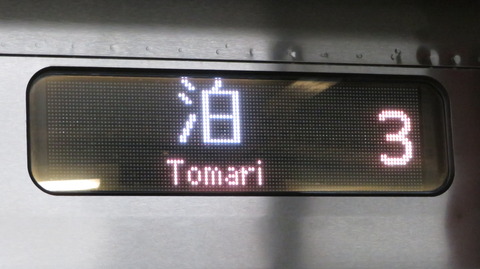 泊 3
Tomari